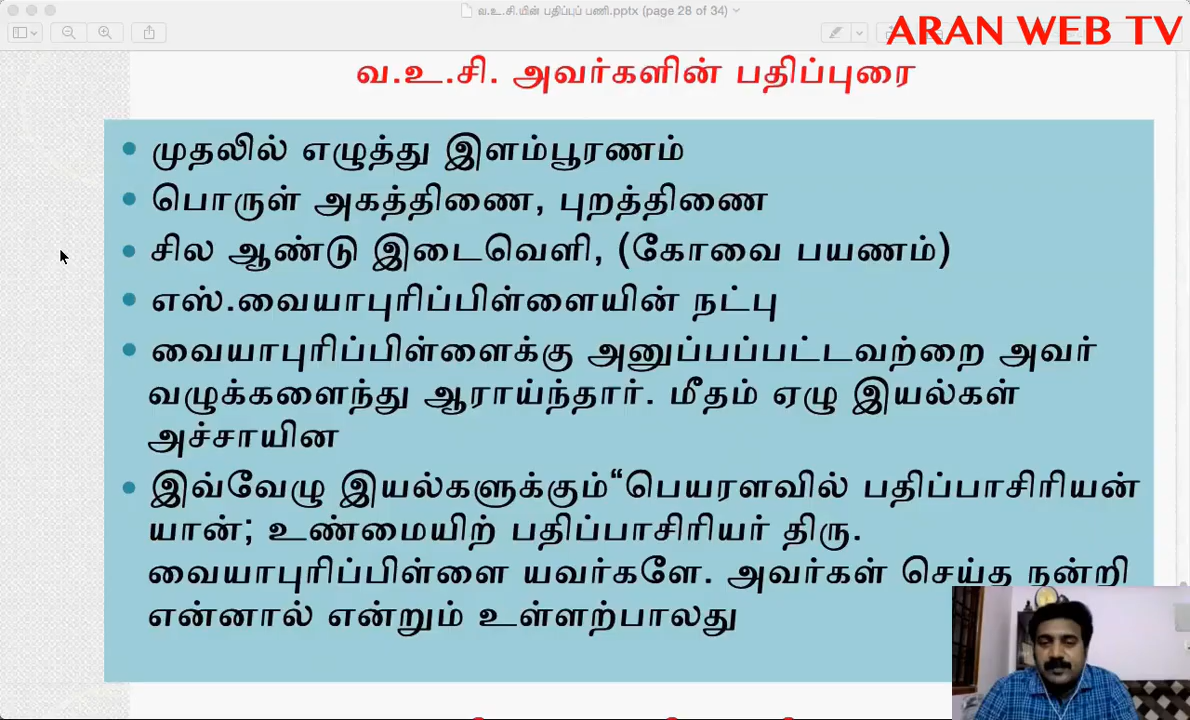 வ.உ.சி.யின் பதிப்புப் பணி.pptx (page 28 of 34)
ARAN WEB TV
வ.உ.சி. அவர்களின் பதிப்புரை
முதலில் எழுத்து இளம்பூரணம்
பொருள் அகத்திணை, புறத்திணை
சில ஆண்டு இடைவெளி, (கோவை பயணம்)
எஸ்.வையாபுரிப்பிள்ளையின் நட்பு
வையாபுரிப்பிள்ளைக்கு அனுப்பப்பட்டவற்றை அவர்
வழுக்களைந்து ஆராய்ந்தார். மீதம் ஏழு இயல்கள்
அச்சாயின
இவ்வேழு இயல்களுக்கும்“பெயரளவில் பதிப்பாசிரியன்
யான்; உண்மையிற் பதிப்பாசிரியர் திரு.
வையாபுரிப்பிள்ளை யவர்களே. அவர்கள் செய்த நன்றி
என்னால் என்றும் உள்ளற்பாலது